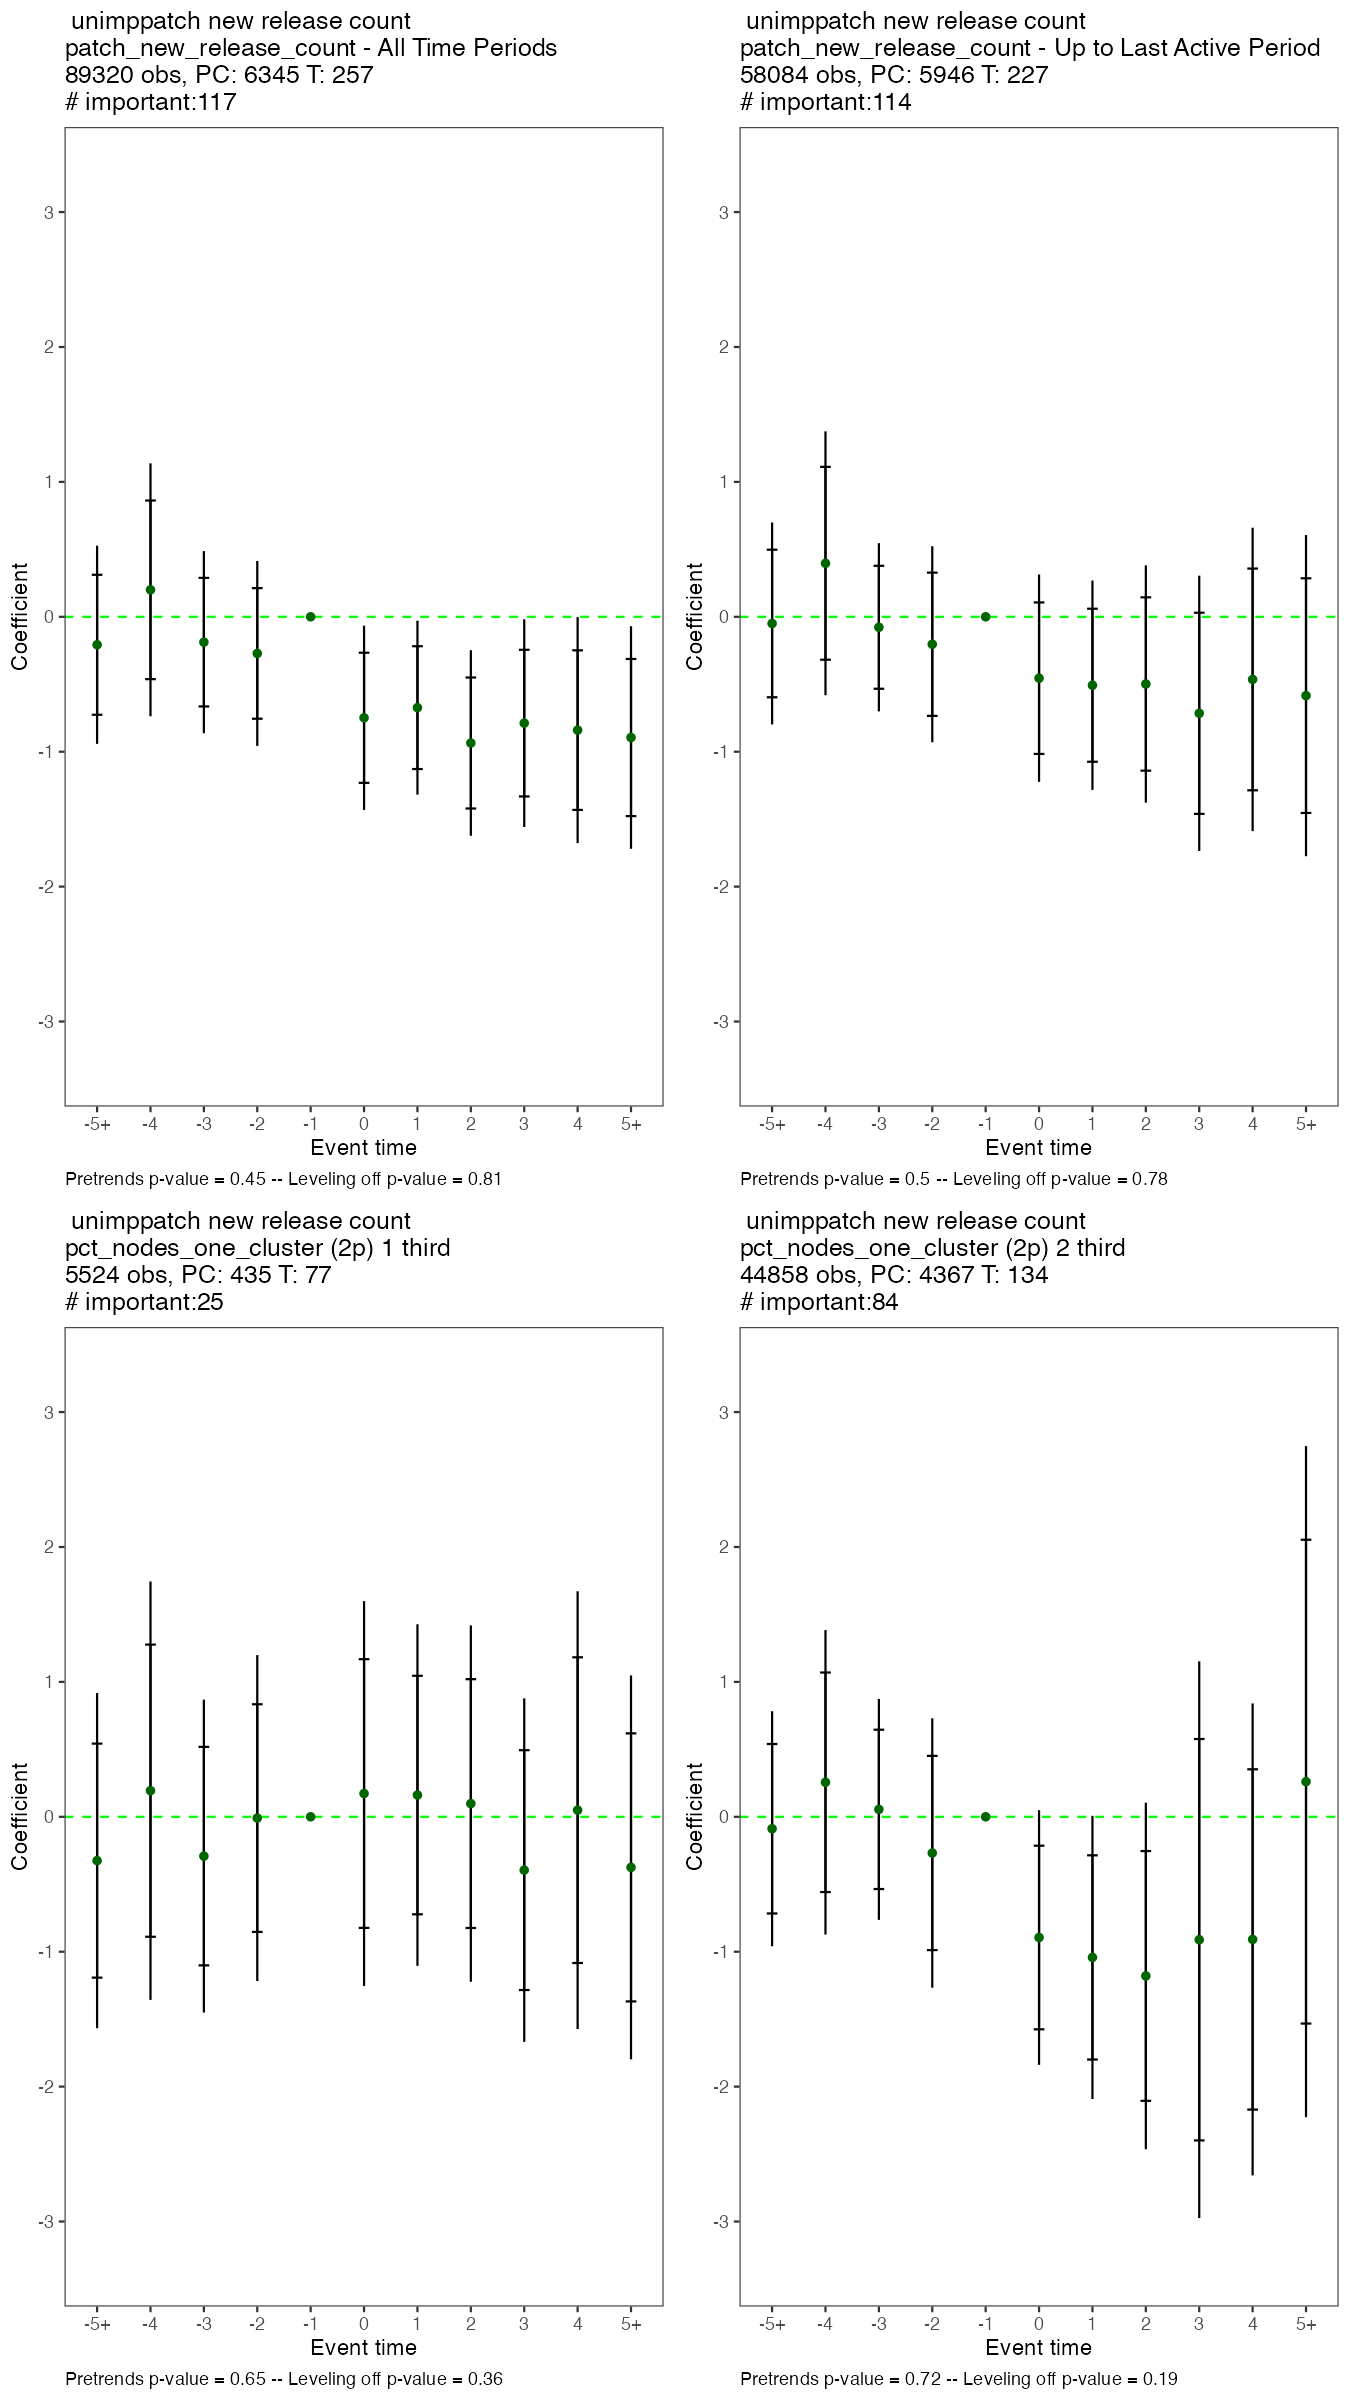 unimppatch new release count
patch_new_release_count - All Time Periods
89320 obs, PC: 6345 T: 257
# important:117
3
2
1
0
-1
-2
-3
Coefficient
-5+ -4 -3 -2 -1 0 1 2 3 4 5+
Event time
Pretrends p-value = 0.45 -- Leveling off p-value = 0.81
unimppatch new release count
patch_new_release_count - Up to Last Active Period
58084 obs, PC: 5946 T: 227
# important:114
3
2
1
0
-1
-2
-3
Coefficient
-5+ -4 -3 -2 -1 0 1 2 3 4 5+
Event time
Pretrends p-value = 0.5 -- Leveling off p-value = 0.78
unimppatch new release count
pct_nodes_one_cluster (2p) 1 third
5524 obs, PC: 435 T: 77
# important:25
3
2
1
0
-1
-2
-3
Coefficient
-5+ -4 -3 -2 -1 0 1 2 3 4 5+
Event time
Pretrends p-value = 0.65 -- Leveling off p-value = 0.36
unimppatch new release count
pct_nodes_one_cluster (2p) 2 third
44858 obs, PC: 4367 T: 134
# important:84
3
2
1
0
-1
-2
-3
Coefficient
-5+ -4 -3 -2 -1 0 1 2 3 4 5+
Event time
Pretrends p-value = 0.72 -- Leveling off p-value = 0.19